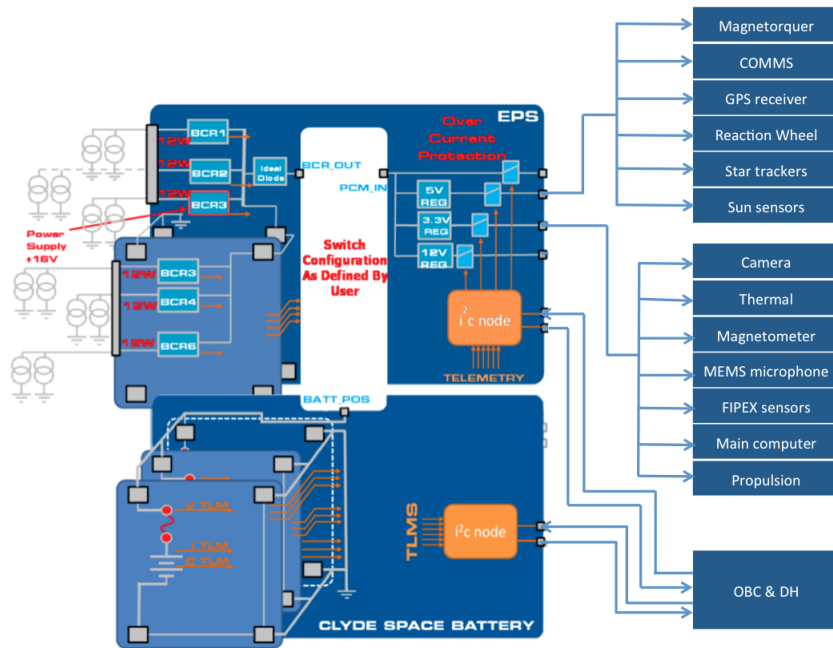 EPS
Over
Current
Protection
12W
BCR1
12W
BCR2
12W
BCR3
Ideal
Diode
BCR_OUT
PCM_IN
5V
REG
3.3V
REG
12V
REG
Power
Supply
+16V
Switch
Configuration
As Defined By
User
12W
BCR3
12W
BCR4
12W
BCR6
i2c node
TELEMETRY
BATT_POS
V TLM
I TLM
C TLM
TLMS
i2c node
CLYDE SPACE BATTERY
Magnetorquer
COMMS
GPS receiver
Reaction Wheel
Star trackers
Sun sensors
Camera
Thermal
Magnetometer
MEMS microphone
FIPEX sensors
Main computer
Propulsion
OBC & DH